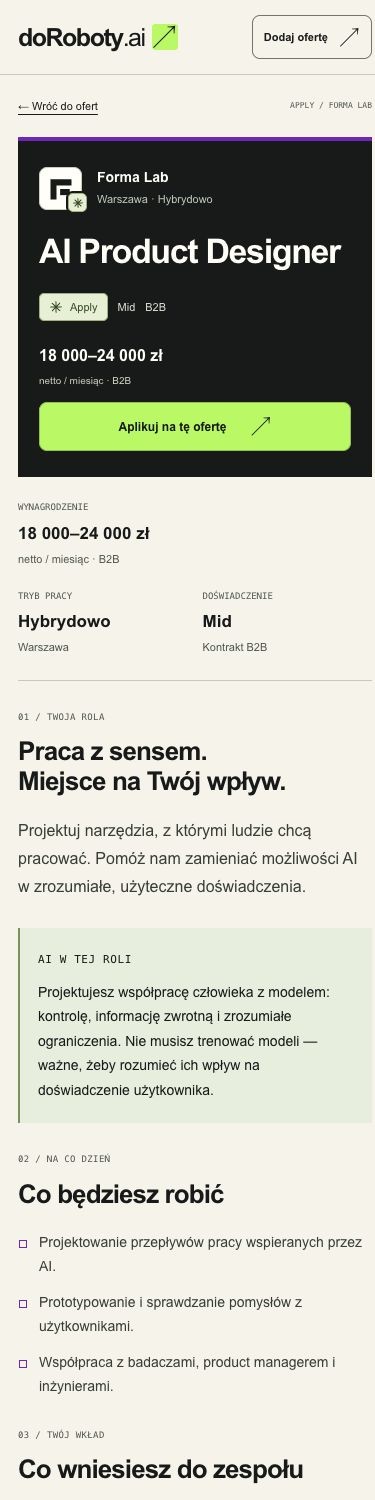 doRoboty.ai
Dodaj ofertę
← Wróć do ofert
APPLY / FORMA LAB
Forma Lab
Warszawa · Hybrydowo
AI Product Designer
Apply Mid B2B
18 000–24 000 zł
netto / miesiąc · B2B
Aplikuj na tę ofertę
WYNAGRODZENIE
18 000–24 000 zł
netto / miesiąc · B2B
TRYB PRACY
Hybrydowo
Warszawa
DOŚWIADCZENIE
Mid
Kontrakt B2B
01 / TWOJA ROLA
Praca z sensem.
Miejsce na Twój wpływ.
Projektuj narzędzia, z którymi ludzie chcą
pracować. Pomóż nam zamieniać możliwości AI
w zrozumiałe, użyteczne doświadczenia.
AI W TEJ ROLI
Projektujesz współpracę człowieka z modelem:
kontrolę, informację zwrotną i zrozumiałe
ograniczenia. Nie musisz trenować modeli —
ważne, żeby rozumieć ich wpływ na
doświadczenie użytkownika.
02 / NA CO DZIEŃ
Co będziesz robić
Projektowanie przepływów pracy wspieranych przez
AI.
Prototypowanie i sprawdzanie pomysłów z
użytkownikami.
Współpraca z badaczami, product managerem i
inżynierami.
03 / TWÓJ WKŁAD
Co wniesiesz do zespołu